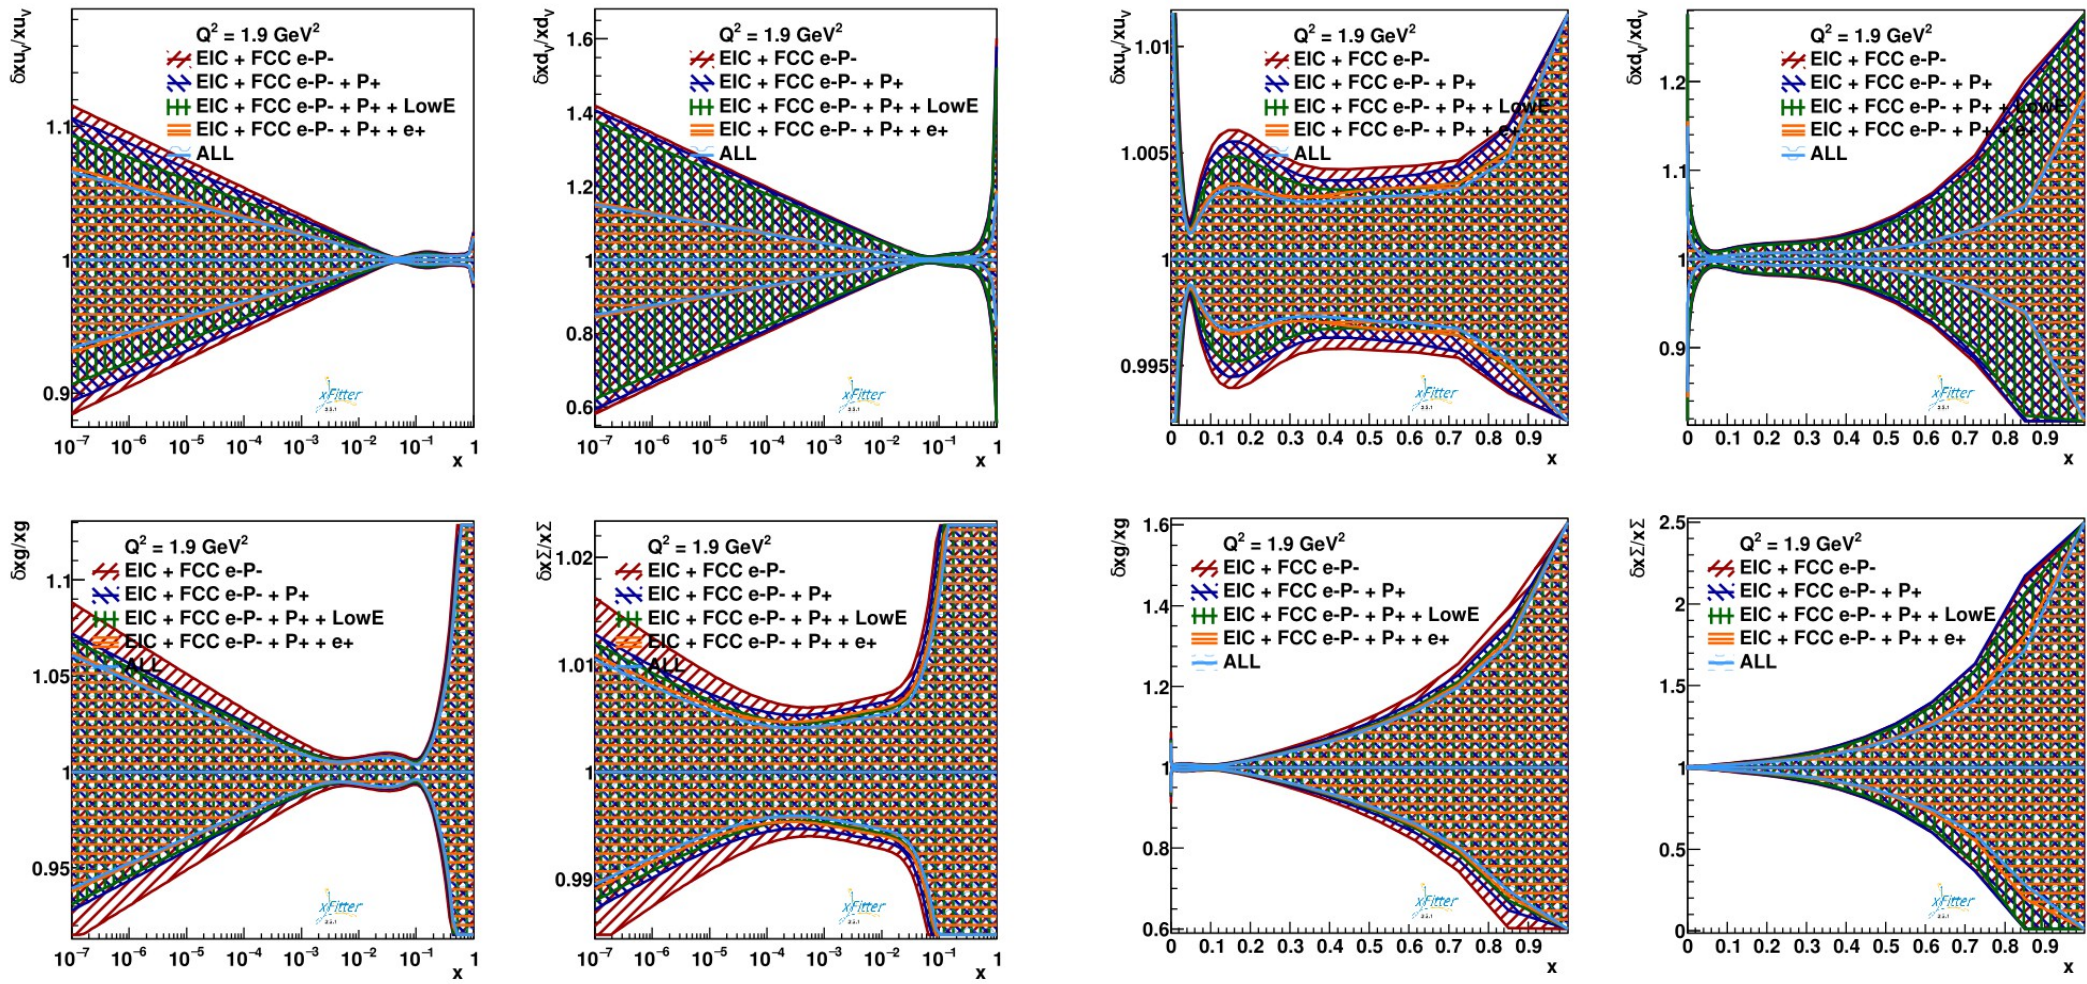 δxu_v/xu_v
Q² = 1.9 GeV²
EIC + FCC e-P-
EIC + FCC e-P- + P+
EIC + FCC e-P- + P+ + LowE
EIC + FCC e-P- + P+ + e+
ALL
1.1
1
0.9
xFitter
10⁻⁷ 10⁻⁶ 10⁻⁵ 10⁻⁴ 10⁻³ 10⁻² 10⁻¹ 1
x
δxd_v/xd_v
Q² = 1.9 GeV²
EIC + FCC e-P-
EIC + FCC e-P- + P+
EIC + FCC e-P- + P+ + LowE
EIC + FCC e-P- + P+ + e+
ALL
1.6
1.4
1.2
1
0.8
0.6
xFitter
10⁻⁷ 10⁻⁶ 10⁻⁵ 10⁻⁴ 10⁻³ 10⁻² 10⁻¹ 1
x
δxu_v/xu_v
Q² = 1.9 GeV²
EIC + FCC e-P-
EIC + FCC e-P- + P+
EIC + FCC e-P- + P+ + LowE
EIC + FCC e-P- + P+ + e+
ALL
1.01
1.005
1
0.995
xFitter
0 0.1 0.2 0.3 0.4 0.5 0.6 0.7 0.8 0.9
x
δxd_v/xd_v
Q² = 1.9 GeV²
EIC + FCC e-P-
EIC + FCC e-P- + P+
EIC + FCC e-P- + P+ + LowE
EIC + FCC e-P- + P+ + e+
ALL
1.2
1.1
1
0.9
xFitter
0 0.1 0.2 0.3 0.4 0.5 0.6 0.7 0.8 0.9
x
δxg/xg
Q² = 1.9 GeV²
EIC + FCC e-P-
EIC + FCC e-P- + P+
EIC + FCC e-P- + P+ + LowE
EIC + FCC e-P- + P+ + e+
ALL
1.1
1.05
1
0.95
xFitter
10⁻⁷ 10⁻⁶ 10⁻⁵ 10⁻⁴ 10⁻³ 10⁻² 10⁻¹ 1
x
δxΣ/xΣ
Q² = 1.9 GeV²
EIC + FCC e-P-
EIC + FCC e-P- + P+
EIC + FCC e-P- + P+ + LowE
EIC + FCC e-P- + P+ + e+
ALL
1.02
1.01
1
0.99
xFitter
10⁻⁷ 10⁻⁶ 10⁻⁵ 10⁻⁴ 10⁻³ 10⁻² 10⁻¹ 1
x
δxg/xg
Q² = 1.9 GeV²
EIC + FCC e-P-
EIC + FCC e-P- + P+
EIC + FCC e-P- + P+ + LowE
EIC + FCC e-P- + P+ + e+
ALL
1.6
1.4
1.2
1
0.8
0.6
xFitter
0 0.1 0.2 0.3 0.4 0.5 0.6 0.7 0.8 0.9
x
δxΣ/xΣ
Q² = 1.9 GeV²
EIC + FCC e-P-
EIC + FCC e-P- + P+
EIC + FCC e-P- + P+ + LowE
EIC + FCC e-P- + P+ + e+
ALL
2.5
2
1.5
1
0.5
0
xFitter
0 0.1 0.2 0.3 0.4 0.5 0.6 0.7 0.8 0.9
x